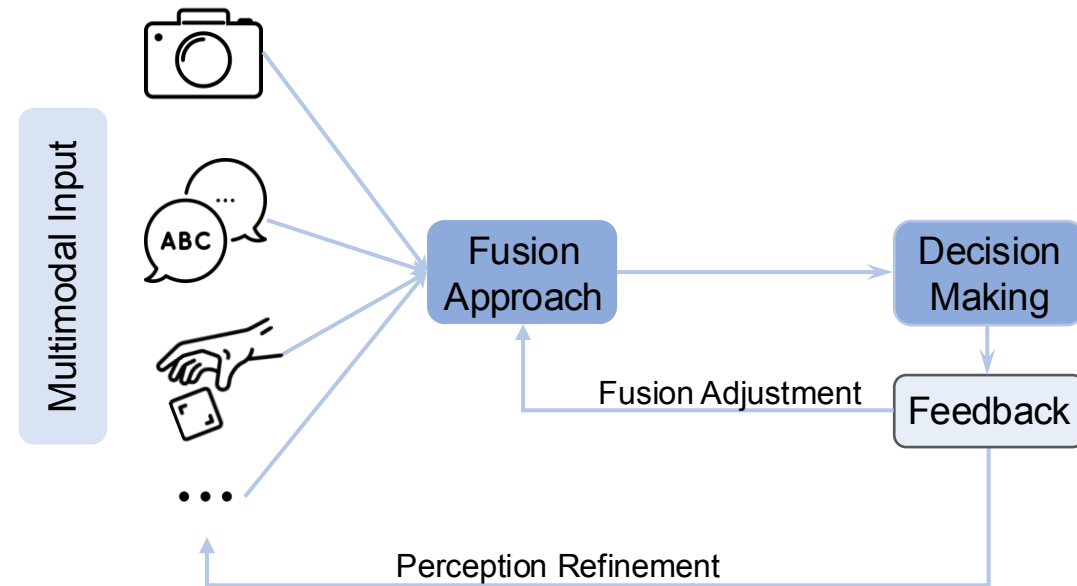 Multimodal Input
...
ABC
Fusion
Approach
Decision
Making
Fusion Adjustment
Feedback
...
Perception Refinement